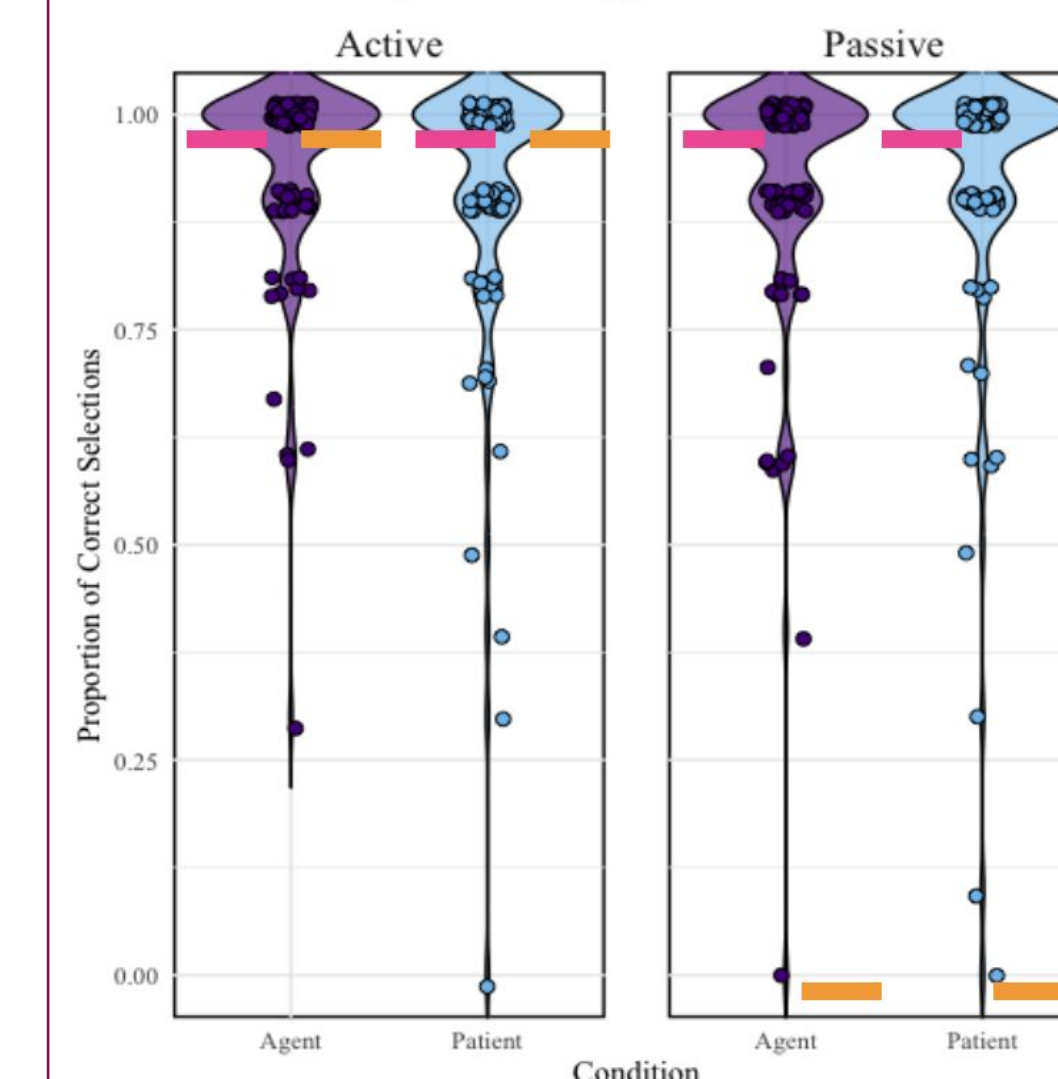 Active Passive
1.00
0.75
0.50
0.25
0.00
Proportion of Correct Selections
Agent Patient Agent Patient
Condition